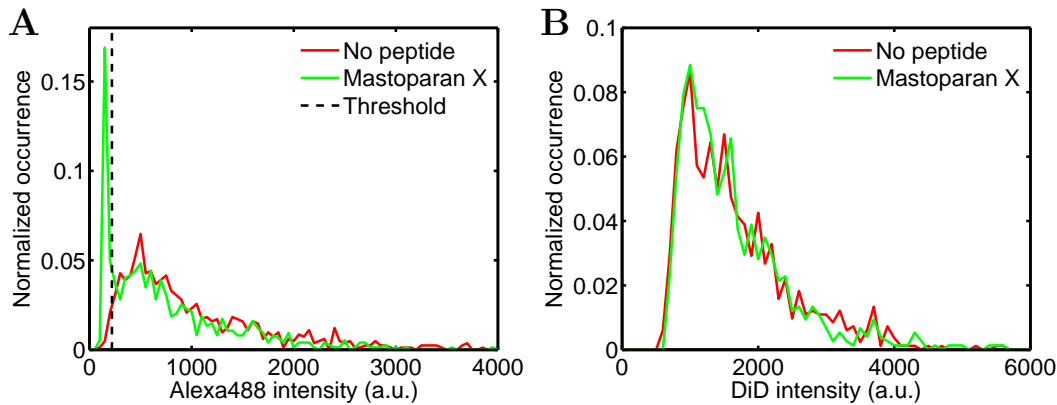 A
No peptide
Mastoparan X
Threshold
Normalized occurrence
0.15
0.1
0.05
0
0
1000
2000
3000
4000
Alexa488 intensity (a.u.)
B
No peptide
Mastoparan X
Normalized occurrence
0.1
0.08
0.06
0.04
0.02
0
0
2000
4000
6000
DiD intensity (a.u.)